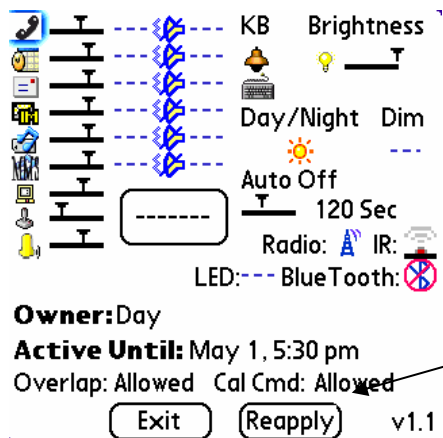 KB Brightness
Day/Night Dim
---
Auto Off
120 Sec
-------
Radio: IR:
LED:--- BlueTooth:
Owner:Day
Active Until: May 1, 5:30 pm
Overlap: Allowed Cal Cmd: Allowed
Exit Reapply v1.1